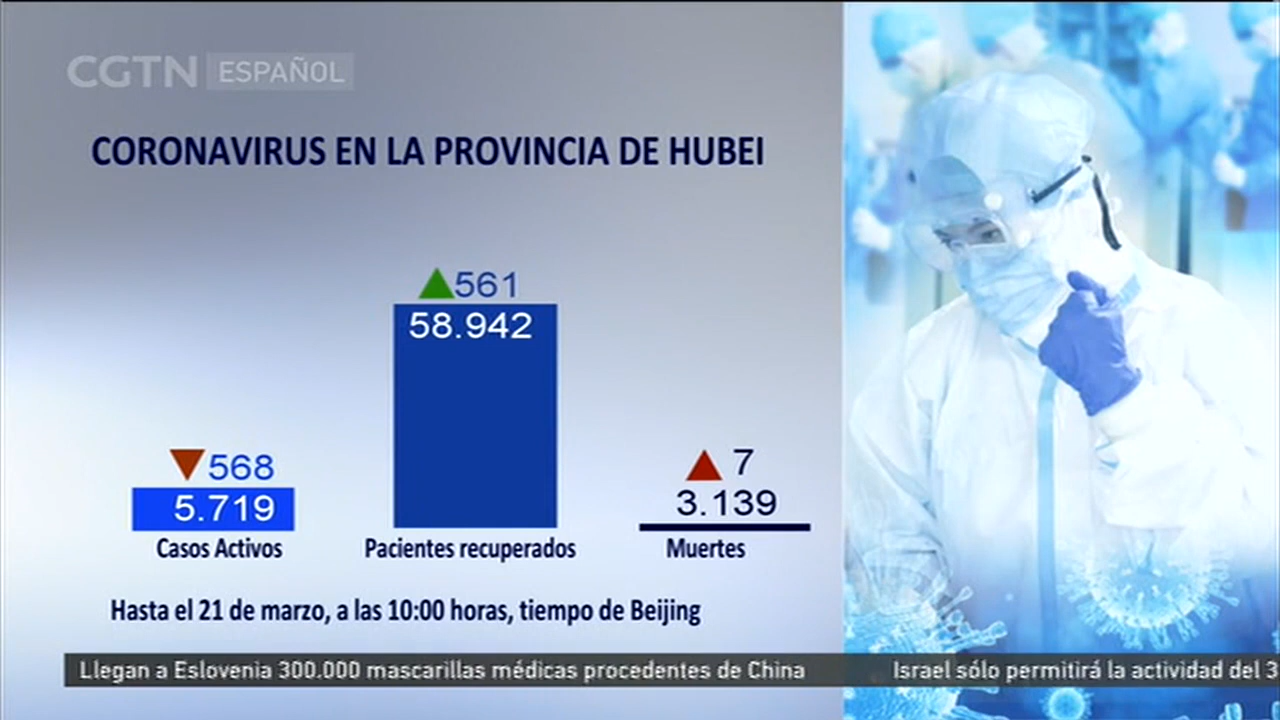 CGTN ESPAÑOL
CORONAVIRUS EN LA PROVINCIA DE HUBEI
561
58.942
568
5.719
7
3.139
Casos Activos Pacientes recuperados Muertes
Hasta el 21 de marzo, a las 10:00 horas, tiempo de Beijing
Llegan a Eslovenia 300.000 mascarillas médicas procedentes de China Israel sólo permitirá la actividad del 3